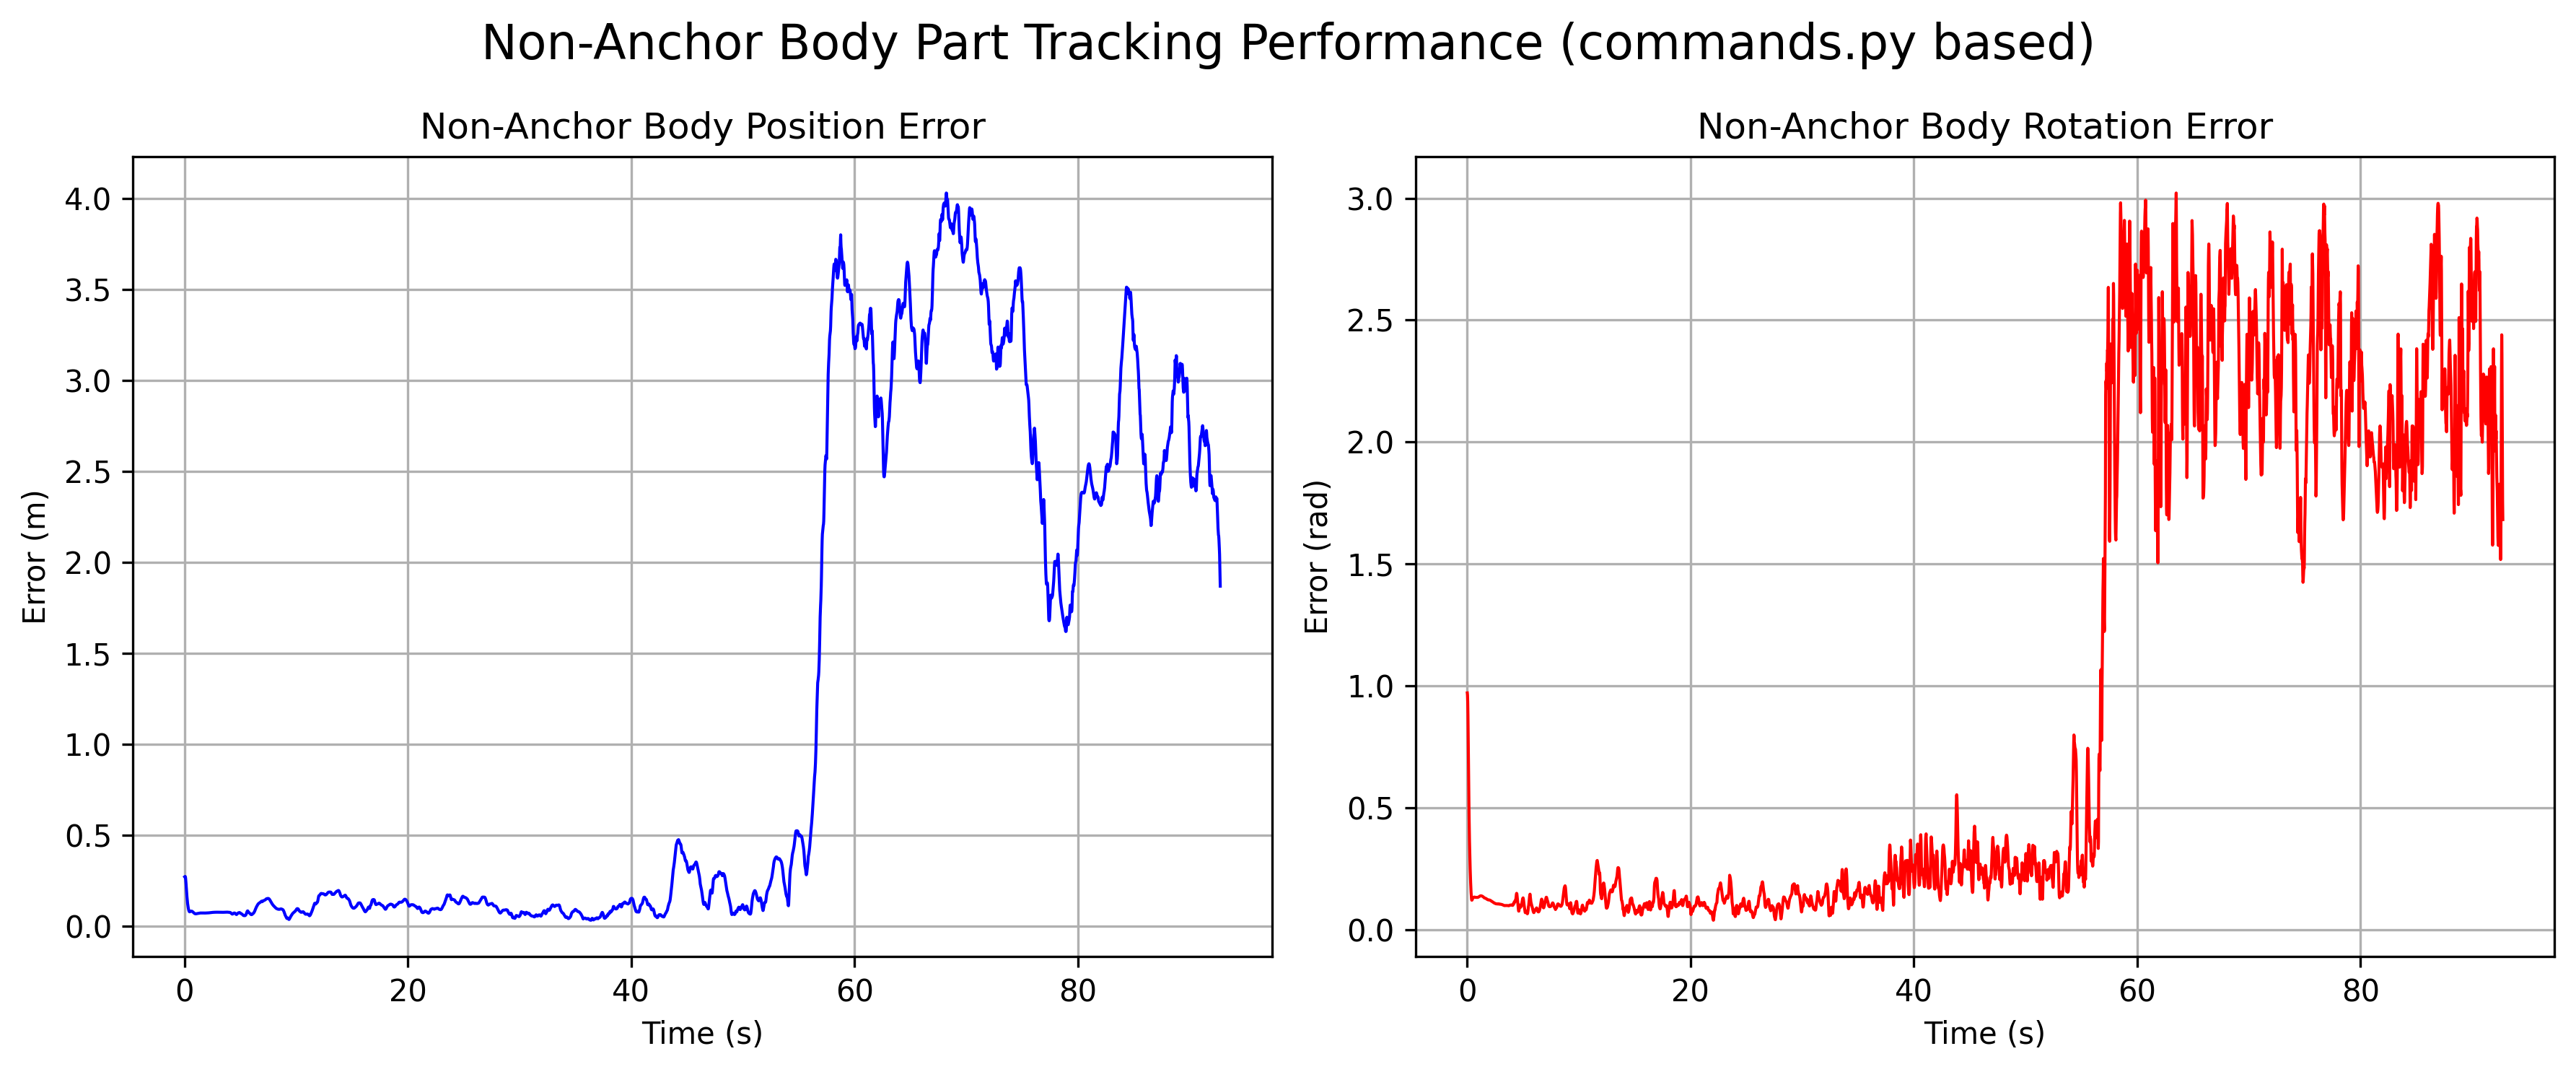 Non-Anchor Body Part Tracking Performance (commands.py based)
Non-Anchor Body Position Error
4.0
3.5
3.0
2.5
2.0
1.5
1.0
0.5
0.0
Error (m)
0 20 40 60 80
Time (s)
Non-Anchor Body Rotation Error
3.0
2.5
2.0
1.5
1.0
0.5
0.0
Error (rad)
0 20 40 60 80
Time (s)